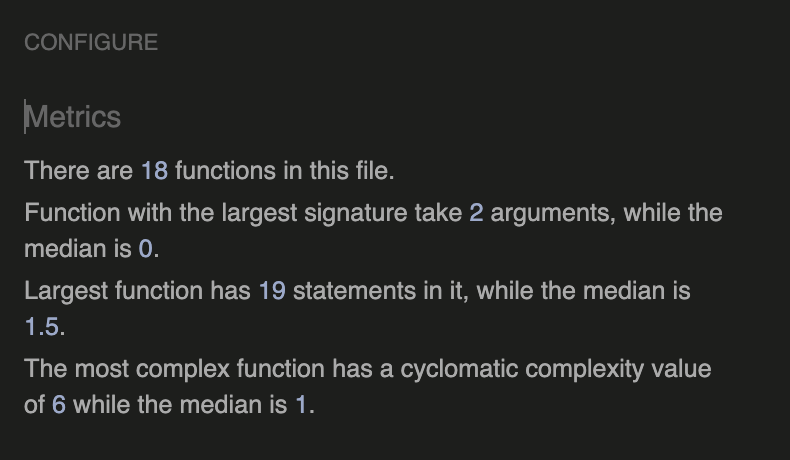 CONFIGURE
Metrics
There are 18 functions in this file.
Function with the largest signature take 2 arguments, while the
median is 0.
Largest function has 19 statements in it, while the median is
1.5.
The most complex function has a cyclomatic complexity value
of 6 while the median is 1.